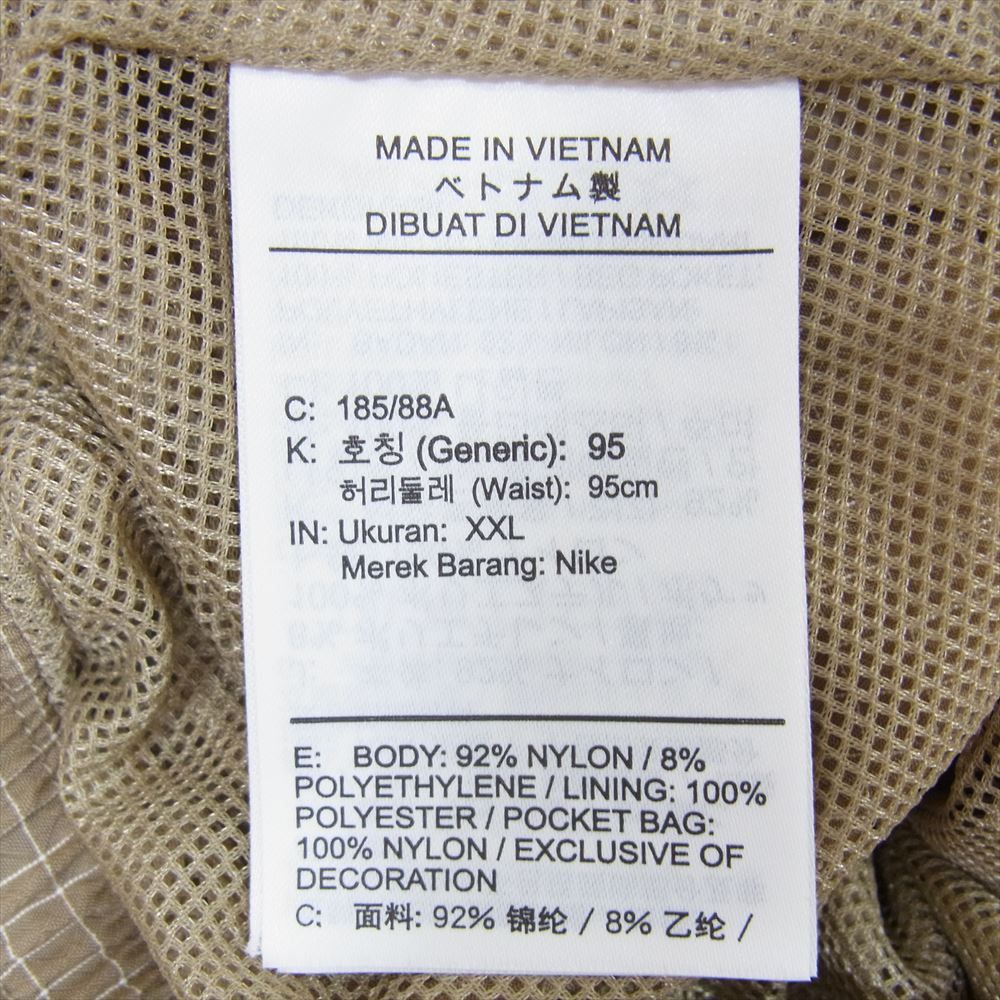 MADE IN VIETNAM
ベトナム製
DIBUAT DI VIETNAM
C: 185/88A
K: 호칭 (Generic): 95
허리둘레 (Waist): 95cm
IN: Ukuran: XXL
Merek Barang: Nike
E: BODY: 92% NYLON / 8%
POLYETHYLENE / LINING: 100%
POLYESTER / POCKET BAG:
100% NYLON / EXCLUSIVE OF
DECORATION
C: 面料: 92% 锦纶 / 8% 乙纶 /